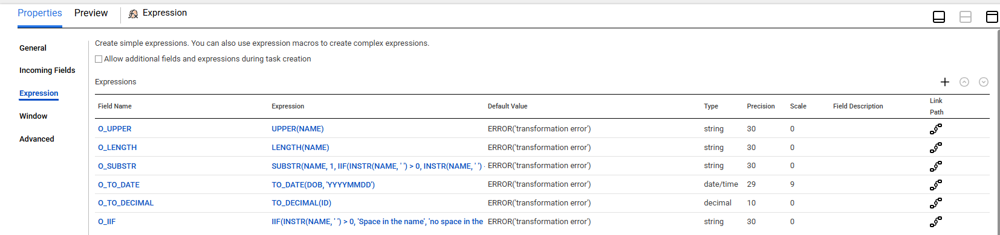 Properties Preview Expression
General
Incoming Fields
Expression
Window
Advanced
Create simple expressions. You can also use expression macros to create complex expressions.
Allow additional fields and expressions during task creation
Expressions
Field Name Expression Default Value Type Precision Scale Field Description Link Path
O_UPPER UPPER(NAME) ERROR('transformation error') string 30 0
O_LENGTH LENGTH(NAME) ERROR('transformation error') string 30 0
O_SUBSTR SUBSTR(NAME, 1, IIF(INSTR(NAME, ' ') > 0, INSTR(NAME, ' ') - ERROR('transformation error') string 30 0
O_TO_DATE TO_DATE(DOB, 'YYYYMMDD') ERROR('transformation error') date/time 29 9
O_TO_DECIMAL TO_DECIMAL(ID) ERROR('transformation error') decimal 10 0
O_IIF IIF(INSTR(NAME, ' ') > 0, 'Space in the name', 'no space in the ERROR('transformation error') string 30 0